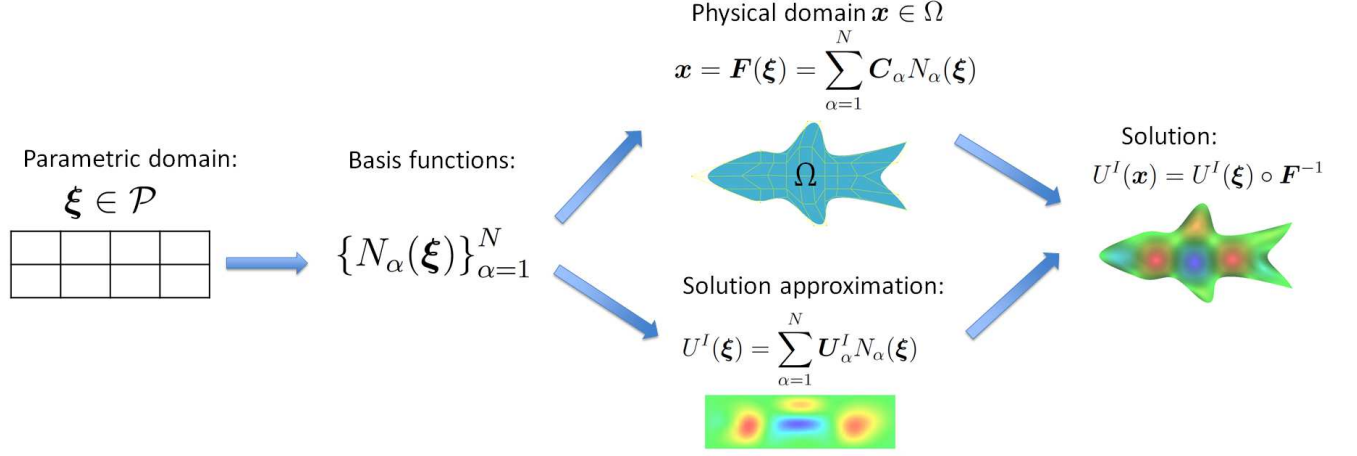 Parametric domain:
𝝃 ∈ 𝒫
Basis functions:
{N_α(𝝃)}_{α=1}^{N}
Physical domain 𝒙 ∈ Ω
𝒙 = 𝑭(𝝃) = ∑_{α=1}^{N} 𝑪_α N_α(𝝃)
Ω
Solution approximation:
U^I(𝝃) = ∑_{α=1}^{N} 𝑼_α^I N_α(𝝃)
Solution:
U^I(𝒙) = U^I(𝝃) ∘ 𝑭^{−1}